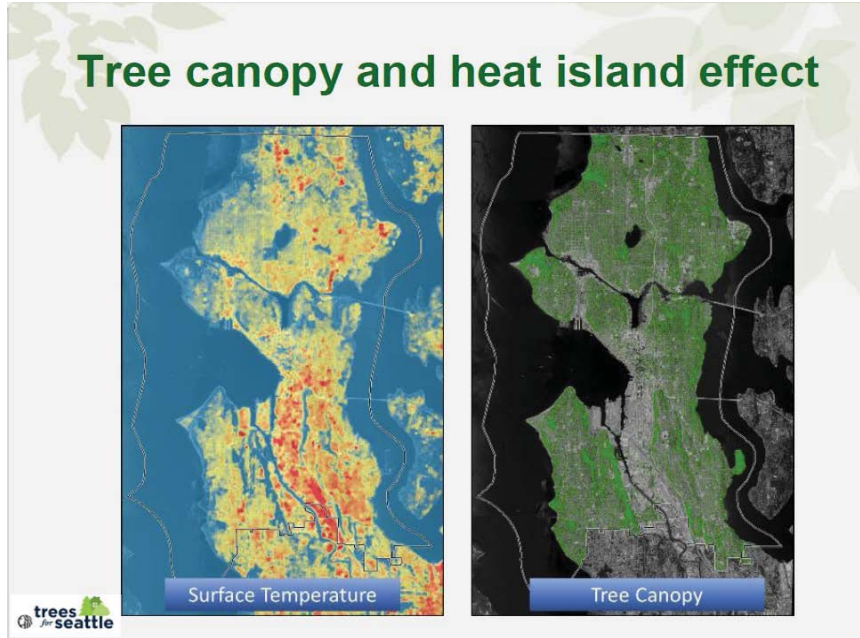 Tree canopy and heat island effect
Surface Temperature
Tree Canopy
trees
for seattle